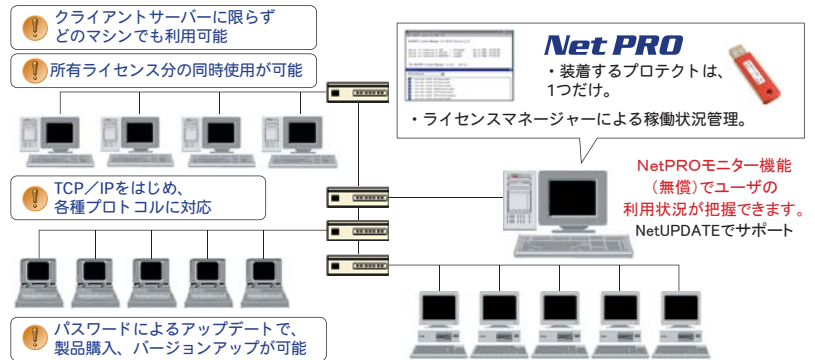 クライアントサーバーに限らず
どのマシンでも利用可能
所有ライセンス分の同時使用が可能
Net PRO
・装着するプロテクトは、
1つだけ。
・ライセンスマネージャーによる稼働状況管理。
TCP／IPをはじめ、
各種プロトコルに対応
NetPROモニター機能
（無償）でユーザの
利用状況が把握できます。
NetUPDATEでサポート
パスワードによるアップデートで、
製品購入、バージョンアップが可能